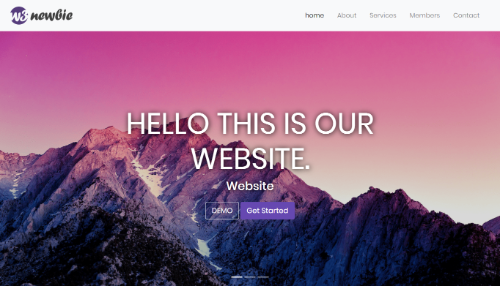 w3 newbie
home About Services Members Contact
HELLO THIS IS OUR
WEBSITE.
Website
DEMO Get Started